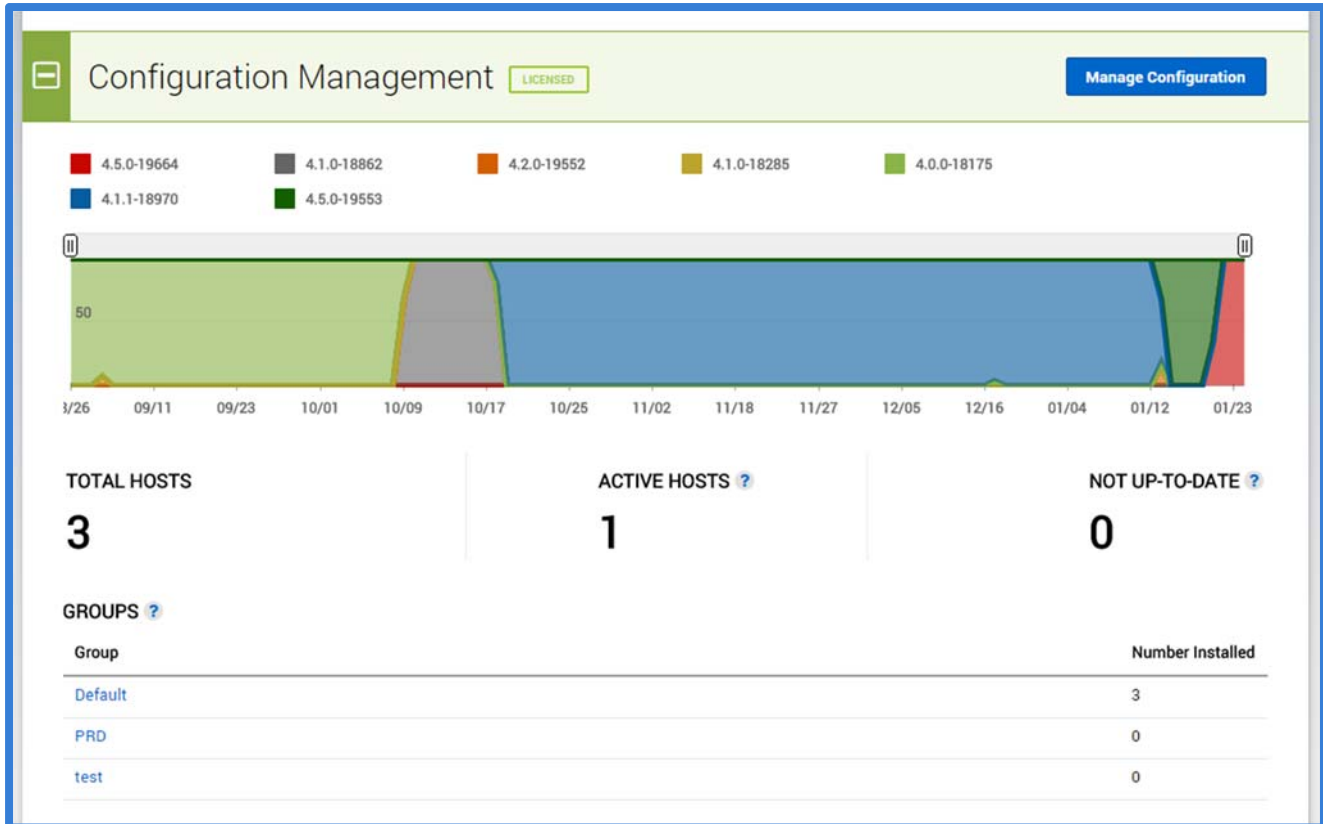 Configuration Management LICENSED Manage Configuration
4.5.0-19664 4.1.0-18862 4.2.0-19552 4.1.0-18285 4.0.0-18175
4.1.1-18970 4.5.0-19553
50
3/26 09/11 09/23 10/01 10/09 10/17 10/25 11/02 11/18 11/27 12/05 12/16 01/04 01/12 01/23
TOTAL HOSTS ACTIVE HOSTS ? NOT UP-TO-DATE ?
3 1 0
GROUPS ?
Group Number Installed
Default 3
PRD 0
test 0